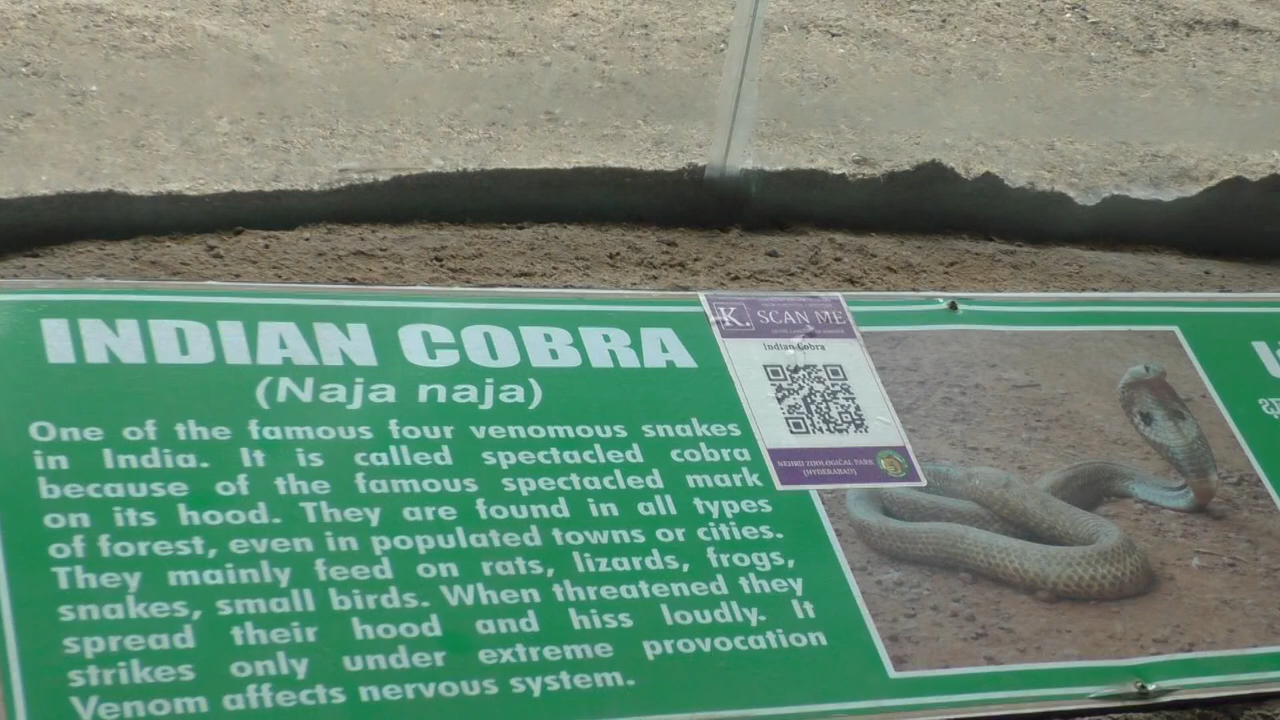 INDIAN COBRA
(Naja naja)
One of the famous four venomous snakes
in India. It is called spectacled cobra
because of the famous spectacled mark
on its hood. They are found in all types
of forest, even in populated towns or cities.
They mainly feed on rats, lizards, frogs,
snakes, small birds. When threatened they
spread their hood and hiss loudly. It
strikes only under extreme provocation
Venom affects nervous system.
K. SCAN ME
Indian Cobra
NEHRU ZOOLOGICAL PARK
(HYDERABAD)